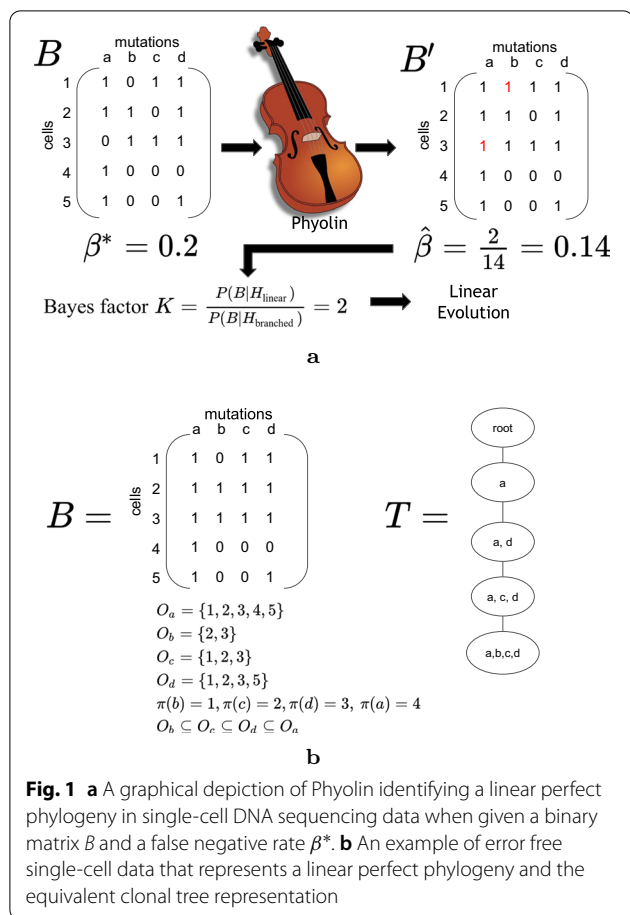 B
mutations
a b c d
cells
1 1 0 1 1
2 1 1 0 1
3 0 1 1 1
4 1 0 0 0
5 1 0 0 1
β* = 0.2
Phyolin
B′
mutations
a b c d
cells
1 1 1 1 1
2 1 1 0 1
3 1 1 1 1
4 1 0 0 0
5 1 0 0 1
β̂ = 2/14 = 0.14
Bayes factor K = P(B|H_linear) / P(B|H_branched) = 2
Linear
Evolution
a
B =
mutations
a b c d
cells
1 1 0 1 1
2 1 1 1 1
3 1 1 1 1
4 1 0 0 0
5 1 0 0 1
O_a = {1, 2, 3, 4, 5}
O_b = {2, 3}
O_c = {1, 2, 3}
O_d = {1, 2, 3, 5}
π(b) = 1, π(c) = 2, π(d) = 3, π(a) = 4
O_b ⊆ O_c ⊆ O_d ⊆ O_a
T =
root
a
a, d
a, c, d
a,b,c,d
b
Fig. 1 a A graphical depiction of Phyolin identifying a linear perfect
phylogeny in single-cell DNA sequencing data when given a binary
matrix B and a false negative rate β*. b An example of error free
single-cell data that represents a linear perfect phylogeny and the
equivalent clonal tree representation